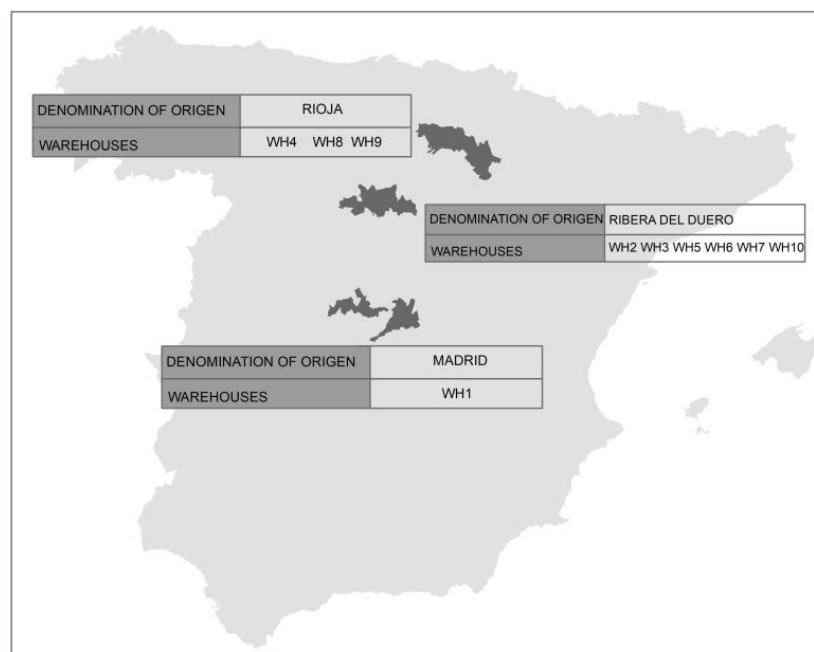 DENOMINATION OF ORIGEN RIOJA
WAREHOUSES WH4 WH8 WH9
DENOMINATION OF ORIGEN RIBERA DEL DUERO
WAREHOUSES WH2 WH3 WH5 WH6 WH7 WH10
DENOMINATION OF ORIGEN MADRID
WAREHOUSES WH1